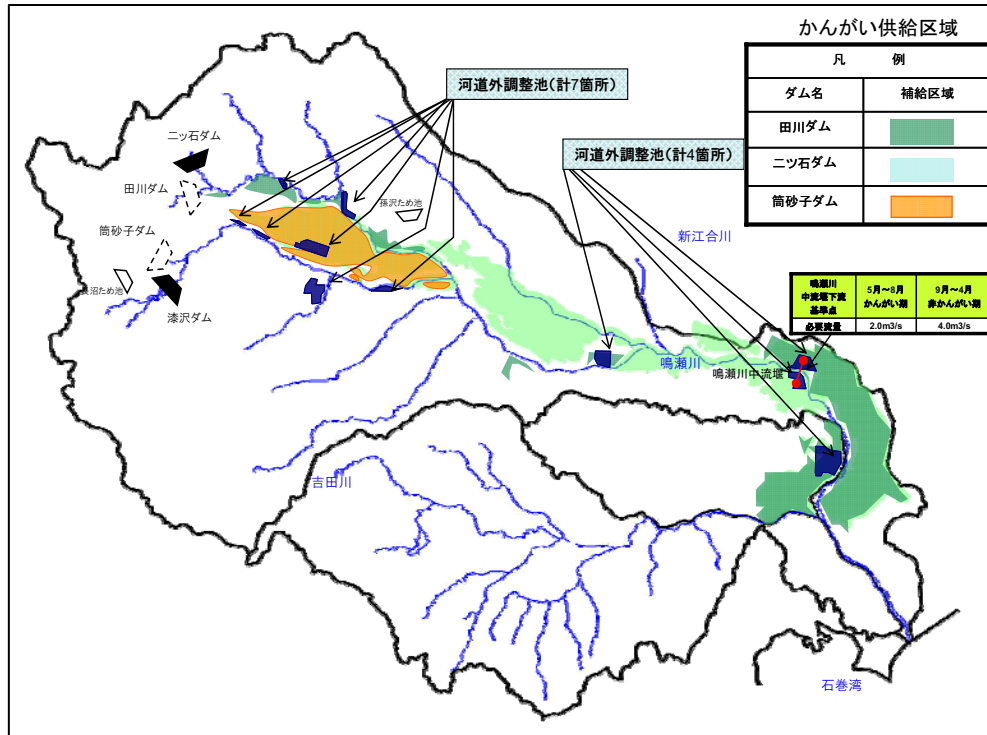 かんがい供給区域
凡　例
ダム名　補給区域
田川ダム
二ツ石ダム
筒砂子ダム
河道外調整池(計7箇所)
河道外調整池(計4箇所)
二ッ石ダム
田川ダム
孫沢ため池
筒砂子ダム
新江合川
長沼ため池
漆沢ダム
鳴瀬川
中流堰下流
基準点
5月～8月
かんがい期
9月～4月
非かんがい期
必要流量　2.0m3/s　4.0m3/s
鳴瀬川
鳴瀬川中流堰
吉田川
石巻湾